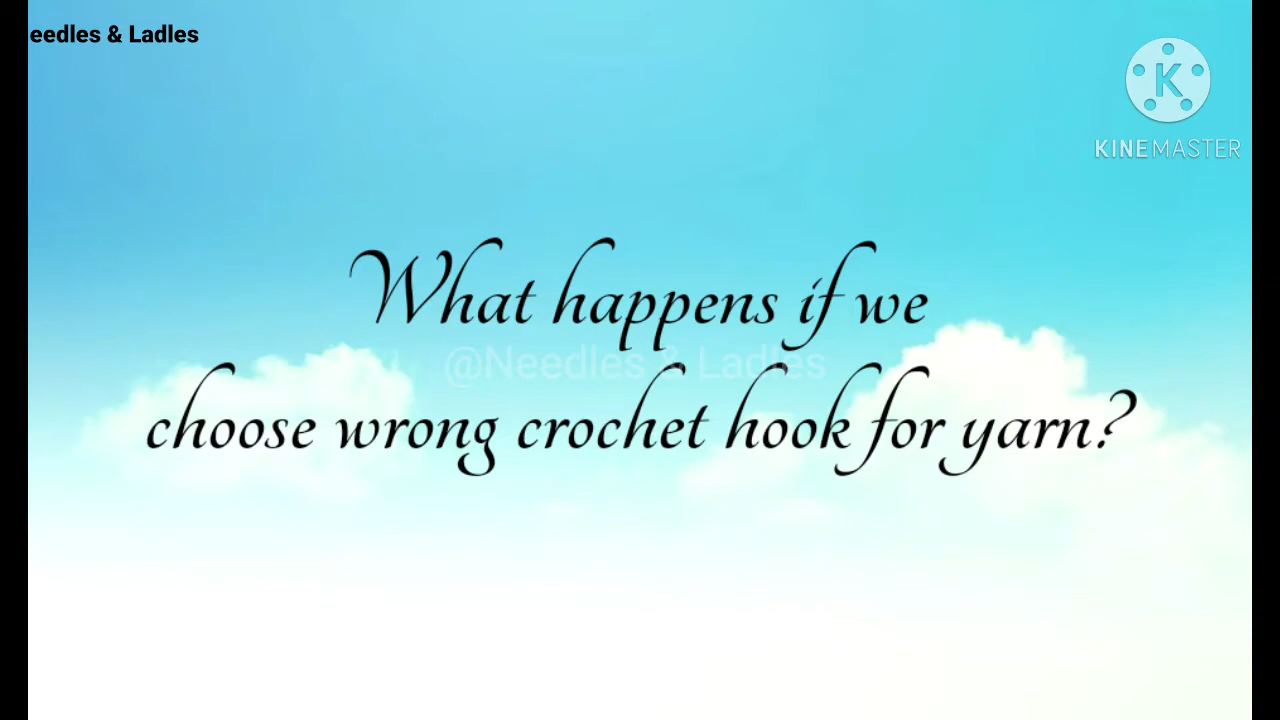 eedles & Ladles
KINEMASTER
What happens if we
@Needles & Ladles
choose wrong crochet hook for yarn?